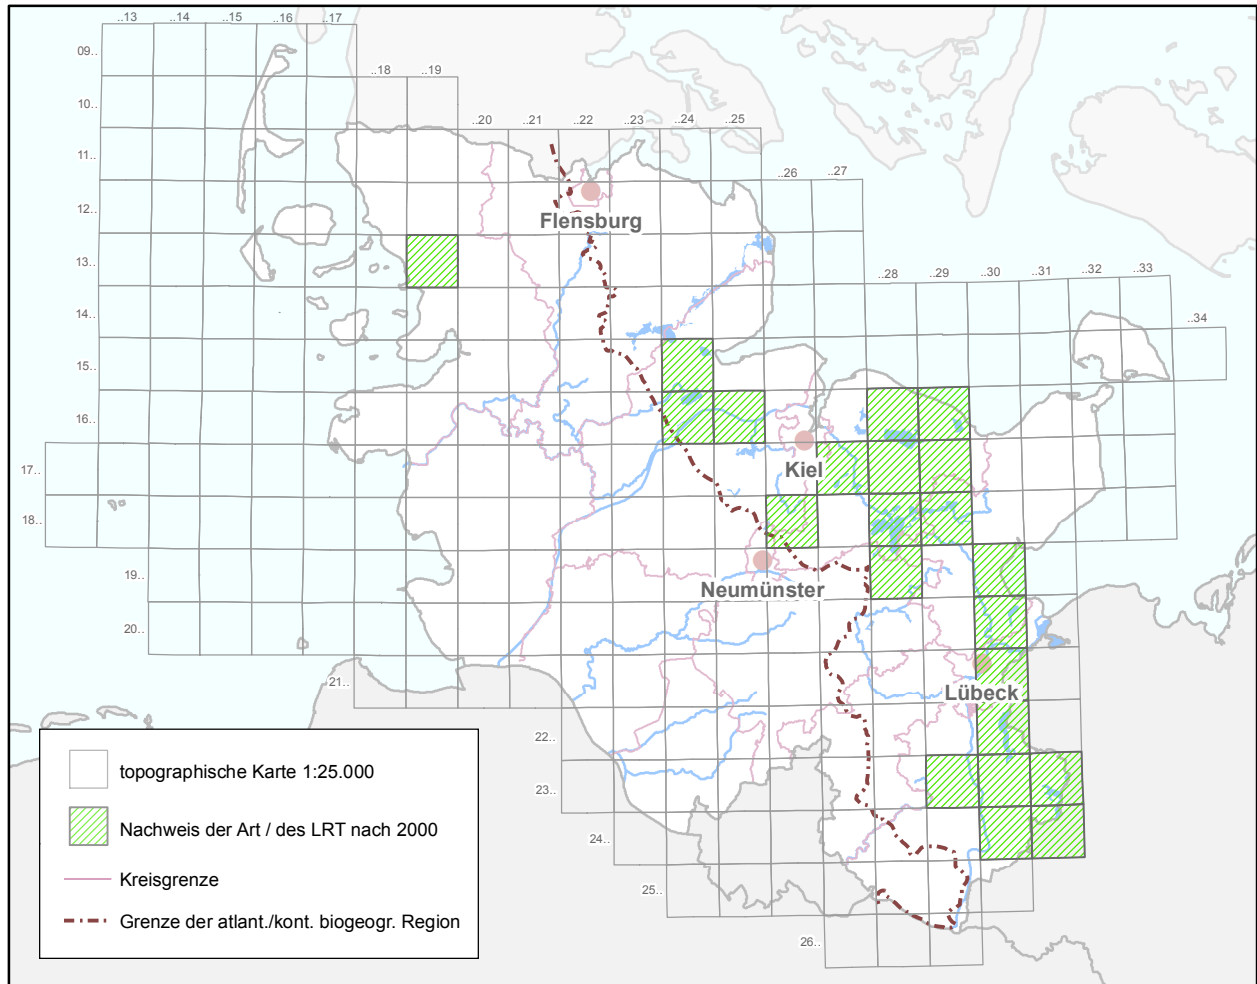 ..13 ..14 ..15 ..16 ..17
09..
..18 ..19
10..
..20 ..21 ..22 ..23 ..24 ..25
11..
..26 ..27
12..
Flensburg
13..
..28 ..29 ..30 ..31 ..32 ..33
14..
..34
15..
16..
17..
Kiel
18..
19..
Neumünster
20..
21..
Lübeck
22..
23..
24..
25..
26..
topographische Karte 1:25.000
Nachweis der Art / des LRT nach 2000
Kreisgrenze
Grenze der atlant./kont. biogeogr. Region